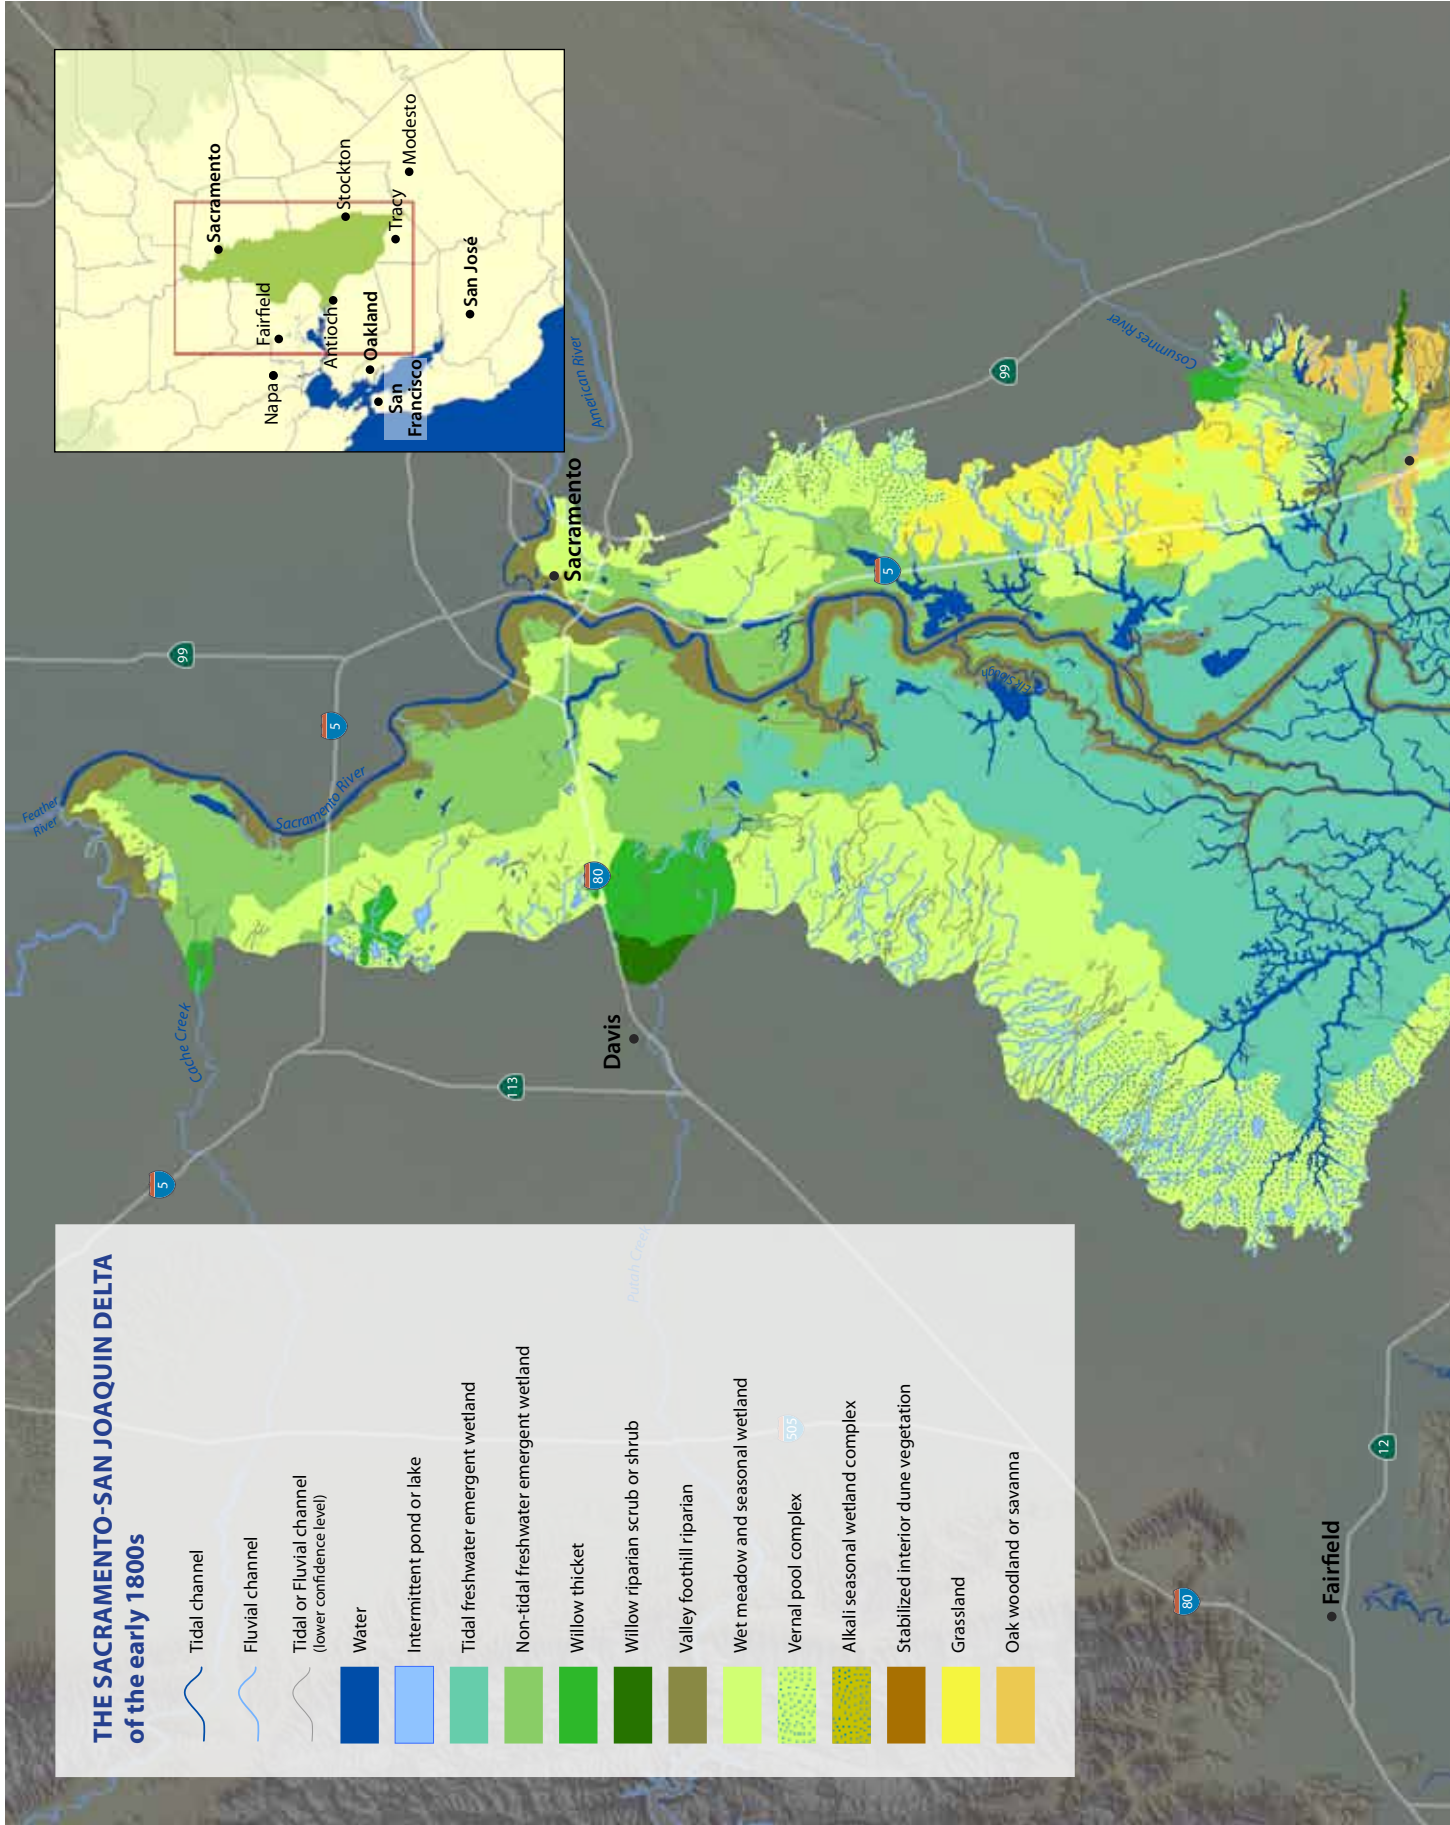 THE SACRAMENTO-SAN JOAQUIN DELTA
of the early 1800s
Tidal channel
Fluvial channel
Tidal or Fluvial channel
(lower confidence level)
Water
Intermittent pond or lake
Tidal freshwater emergent wetland
Non-tidal freshwater emergent wetland
Willow thicket
Willow riparian scrub or shrub
Valley foothill riparian
Wet meadow and seasonal wetland
Vernal pool complex
Alkali seasonal wetland complex
Stabilized interior dune vegetation
Grassland
Oak woodland or savanna
Sacramento
Stockton
Modesto
Tracy
Fairfield
Antioch
Napa
Oakland
San
Francisco
San José
Feather
River
Sacramento River
American River
Cosumnes River
Cache Creek
Putah Creek
Elk Slough
Sacramento
Davis
Fairfield
5
5
5
99
99
113
80
80
505
12